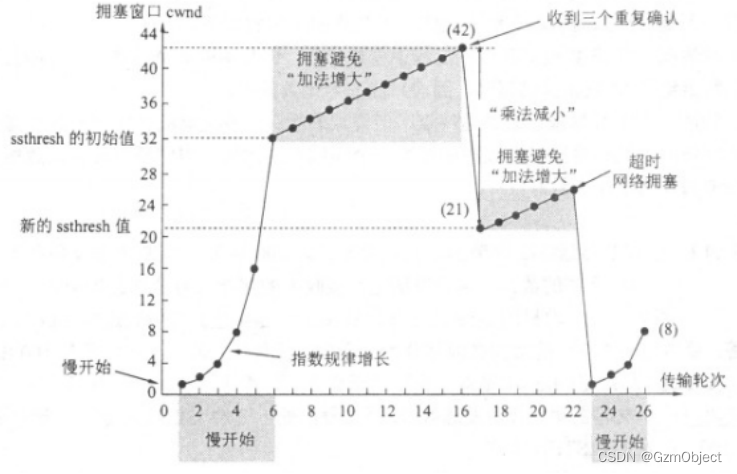 拥塞窗口 cwnd
44
40
36
32
28
24
20
16
12
8
4
0
ssthresh 的初始值
新的 ssthresh 值
慢开始
(42)
收到三个重复确认
拥塞避免
“加法增大”
“乘法减小”
拥塞避免
“加法增大”
超时
网络拥塞
(21)
(8)
指数规律增长
0 2 4 6 8 10 12 14 16 18 20 22 24 26
传输轮次
慢开始
慢开始
CSDN @GzmObject